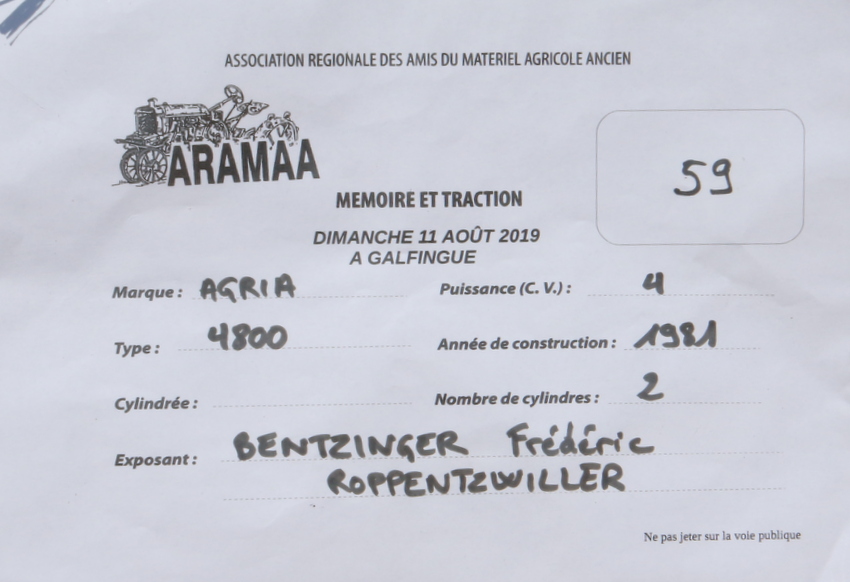 ASSOCIATION REGIONALE DES AMIS DU MATERIEL AGRICOLE ANCIEN
ARAMAA
59
MEMOIRE ET TRACTION
DIMANCHE 11 AOÛT 2019
A GALFINGUE
Marque : AGRIA
Puissance (C. V.) : 4
Type : 4800
Année de construction : 1981
Cylindrée :
Nombre de cylindres : 2
Exposant : BENTZINGER Frédéric
ROPPENTZWILLER
Ne pas jeter sur la voie publique